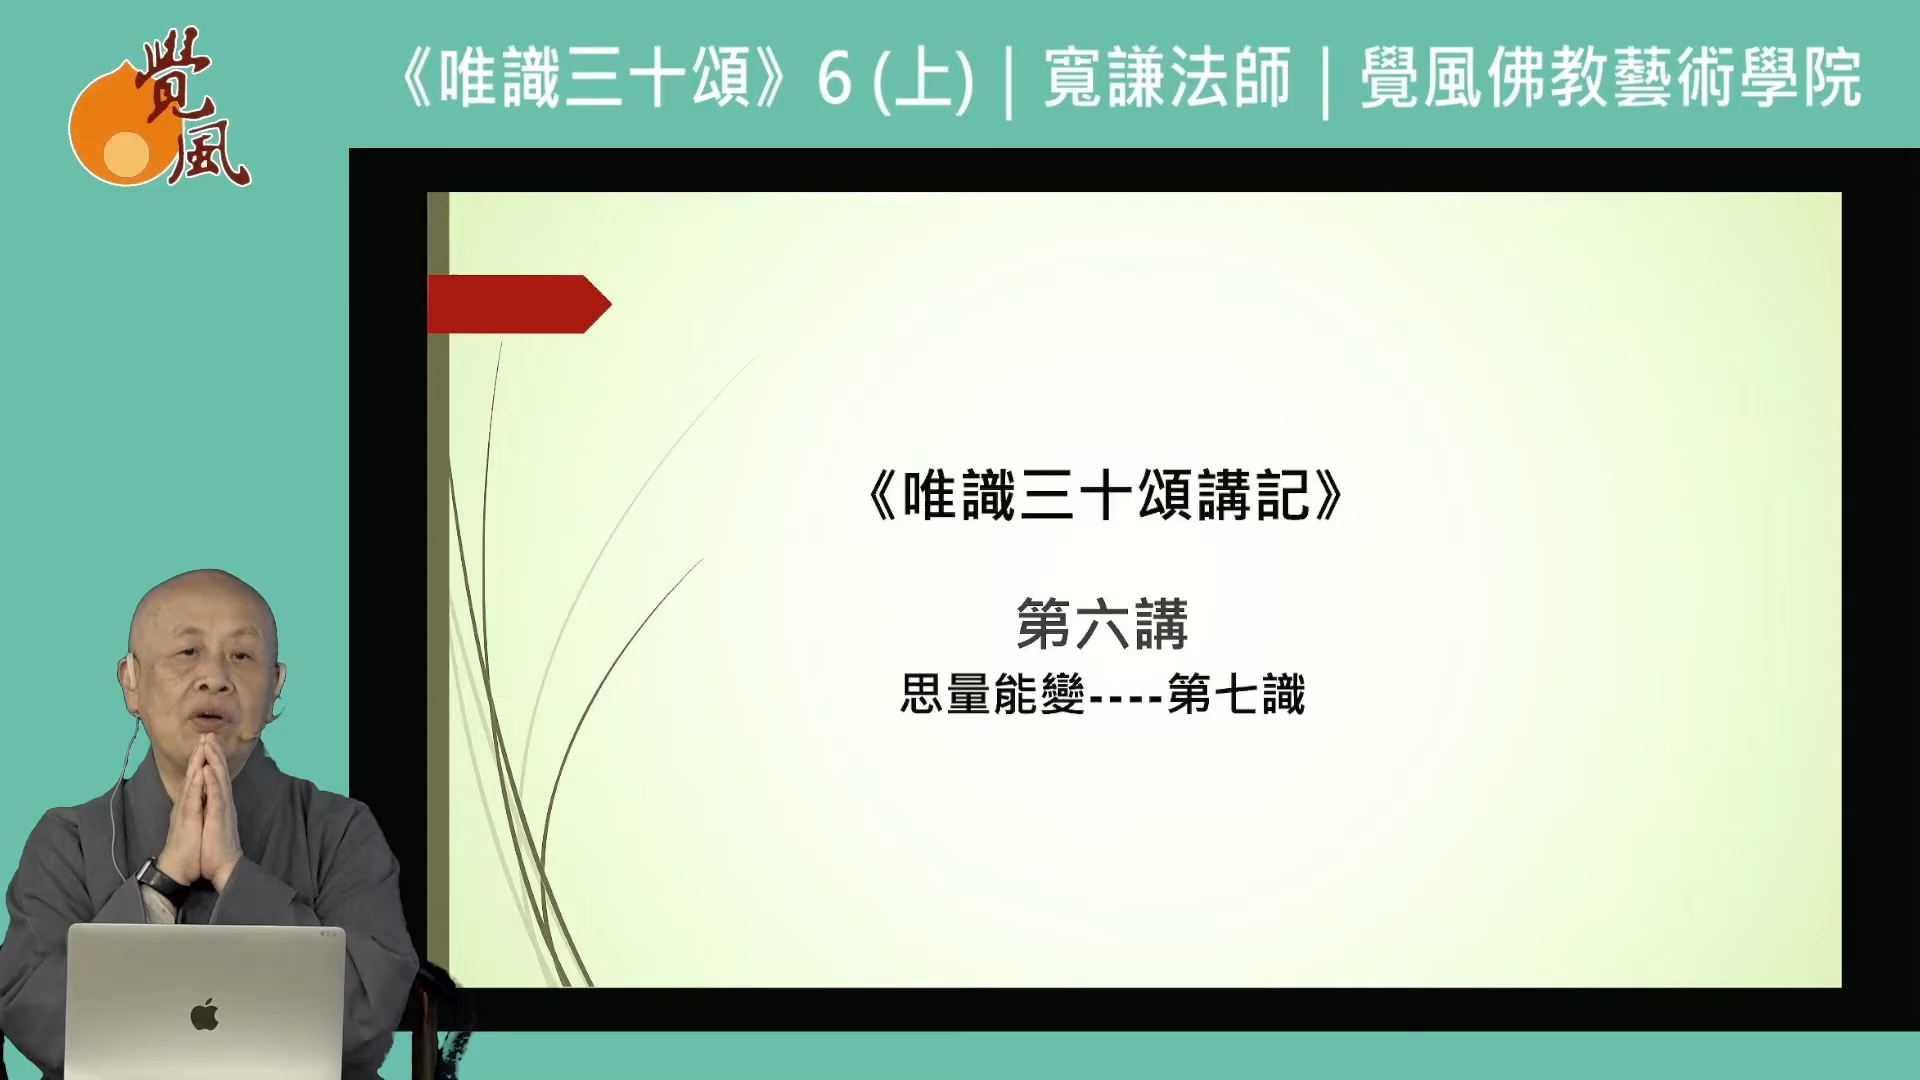 覺風
《唯識三十頌》6 (上)｜寬謙法師｜覺風佛教藝術學院
《唯識三十頌講記》
第六講
思量能變----第七識